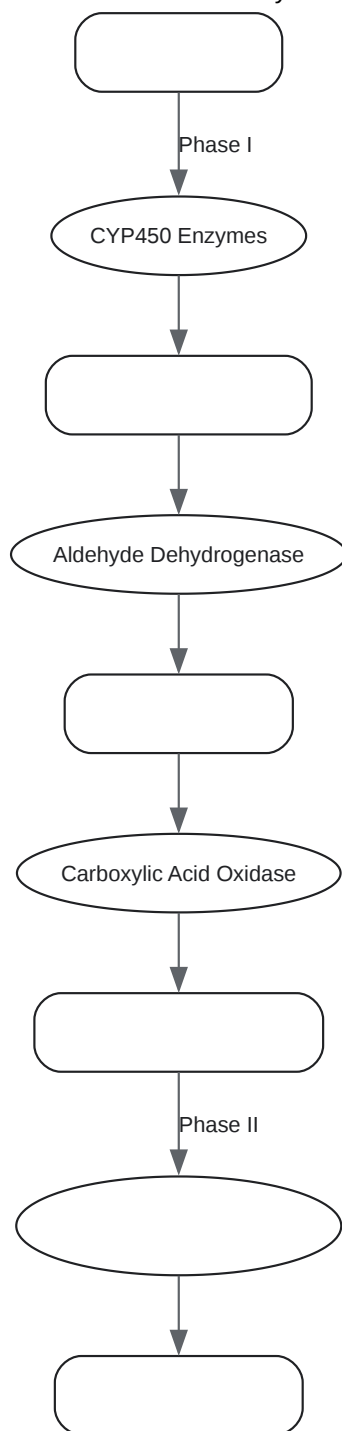 Phase I
CYP450 Enzymes
Aldehyde Dehydrogenase
Carboxylic Acid Oxidase
Phase II